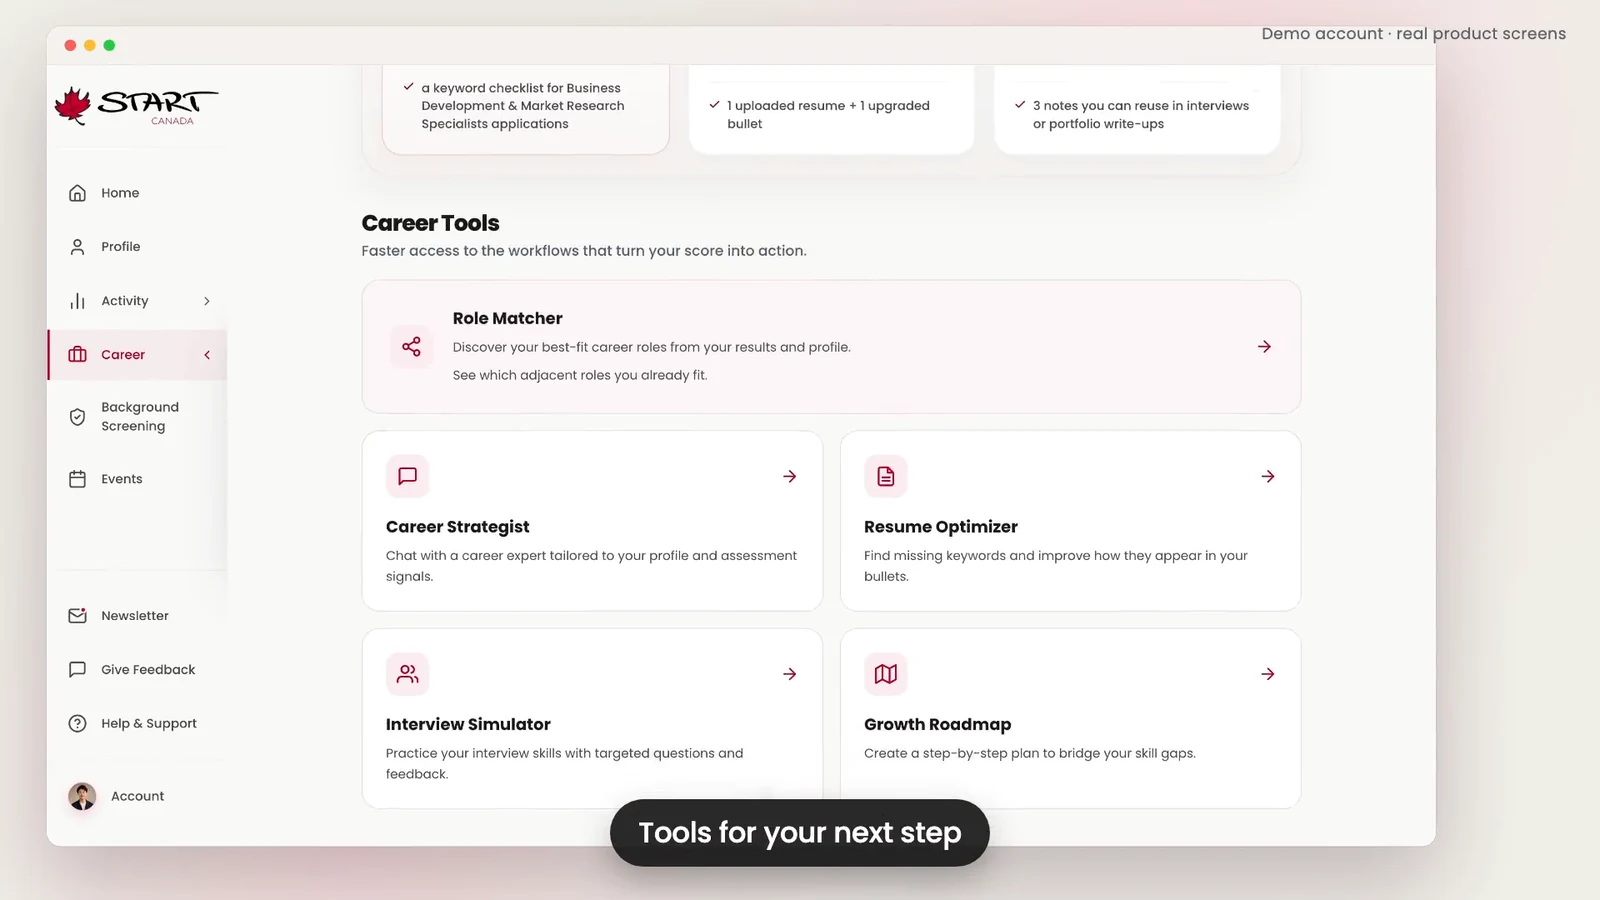 Demo account · real product screens
START
CANADA
Home
Profile
Activity
Career
Background
Screening
Events
Newsletter
Give Feedback
Help & Support
Account
a keyword checklist for Business
Development & Market Research
Specialists applications
1 uploaded resume + 1 upgraded
bullet
3 notes you can reuse in interviews
or portfolio write-ups
Career Tools
Faster access to the workflows that turn your score into action.
Role Matcher
Discover your best-fit career roles from your results and profile.
See which adjacent roles you already fit.
Career Strategist
Chat with a career expert tailored to your profile and assessment
signals.
Resume Optimizer
Find missing keywords and improve how they appear in your
bullets.
Interview Simulator
Practice your interview skills with targeted questions and
feedback.
Growth Roadmap
Create a step-by-step plan to bridge your skill gaps.
Tools for your next step